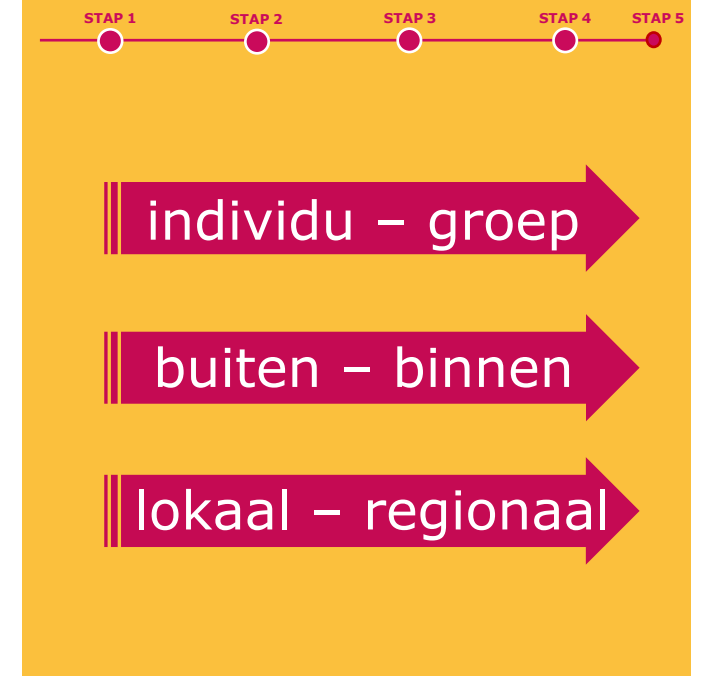 STAP 1 STAP 2 STAP 3 STAP 4 STAP 5
individu – groep
buiten – binnen
lokaal – regionaal